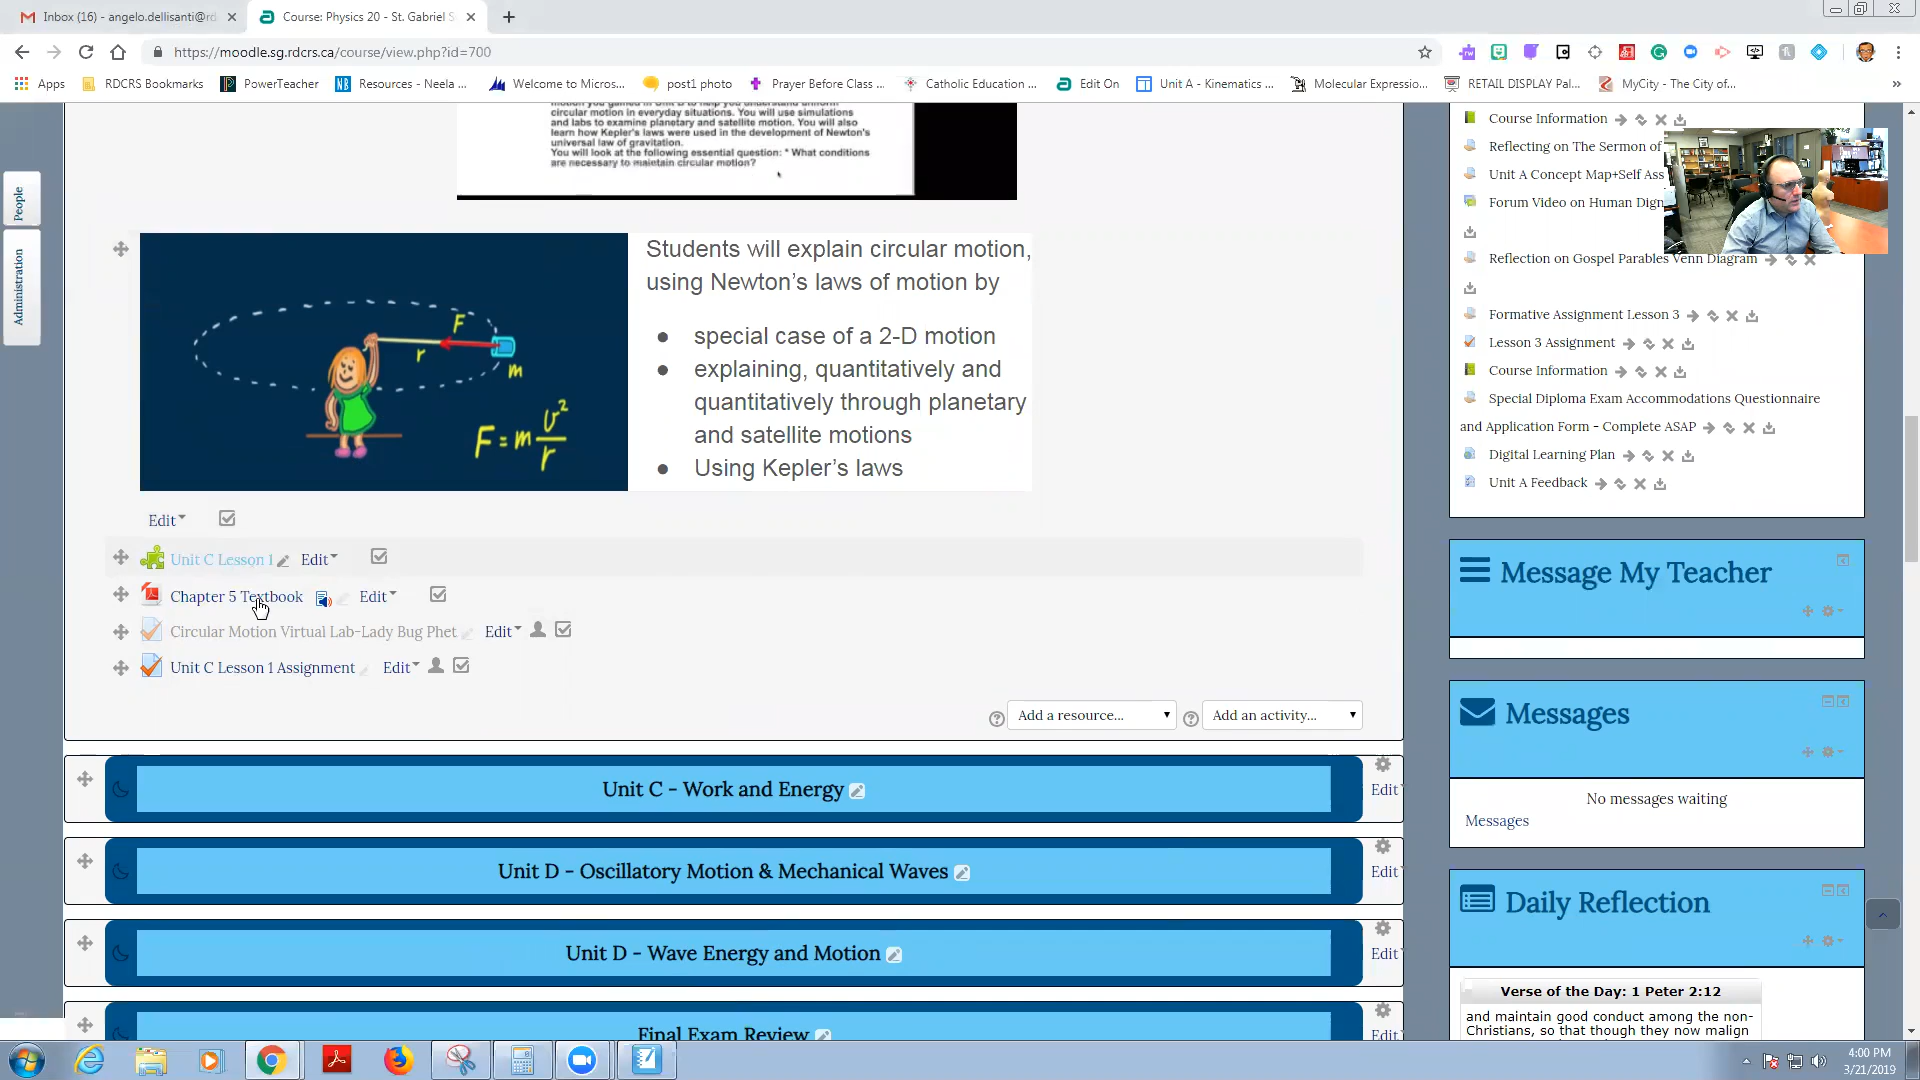 Inbox (16) - angelo.dellisanti@rd
Course: Physics 20 - St. Gabriel S
https://moodle.sg.rdcrs.ca/course/view.php?id=700
Apps
RDCRS Bookmarks
PowerTeacher
Resources - Neela ...
Welcome to Micros...
post1 photo
Prayer Before Class ...
Catholic Education ...
Edit On
Unit A - Kinematics ...
Molecular Expressio...
RETAIL DISPLAY Pal...
MyCity - The City of...
»
People
Administration
circular motion in everyday situations. You will use simulations
and labs to examine planetary and satellite motion. You will also
learn how Kepler's laws were used in the development of Newton's
universal law of gravitation.
You will look at the following essential question: * What conditions
are necessary to maintain circular motion?
F
r
m
F = m v²/r
Students will explain circular motion,
using Newton's laws of motion by
● special case of a 2-D motion
● explaining, quantitatively and
quantitatively through planetary
and satellite motions
● Using Kepler's laws
Edit
Unit C Lesson 1 Edit
Chapter 5 Textbook Edit
Circular Motion Virtual Lab-Lady Bug Phet Edit
Unit C Lesson 1 Assignment Edit
Add a resource...
Add an activity...
Unit C - Work and Energy
Edit
Unit D - Oscillatory Motion & Mechanical Waves
Edit
Unit D - Wave Energy and Motion
Edit
Final Exam Review
Edit
Course Information
Reflecting on The Sermon of
Unit A Concept Map+Self Ass
Forum Video on Human Dign
Reflection on Gospel Parables Venn Diagram
Formative Assignment Lesson 3
Lesson 3 Assignment
Course Information
Special Diploma Exam Accommodations Questionnaire
and Application Form - Complete ASAP
Digital Learning Plan
Unit A Feedback
Message My Teacher
Messages
No messages waiting
Messages
Daily Reflection
Verse of the Day: 1 Peter 2:12
and maintain good conduct among the non-
Christians, so that though they now malign
4:00 PM
3/21/2019